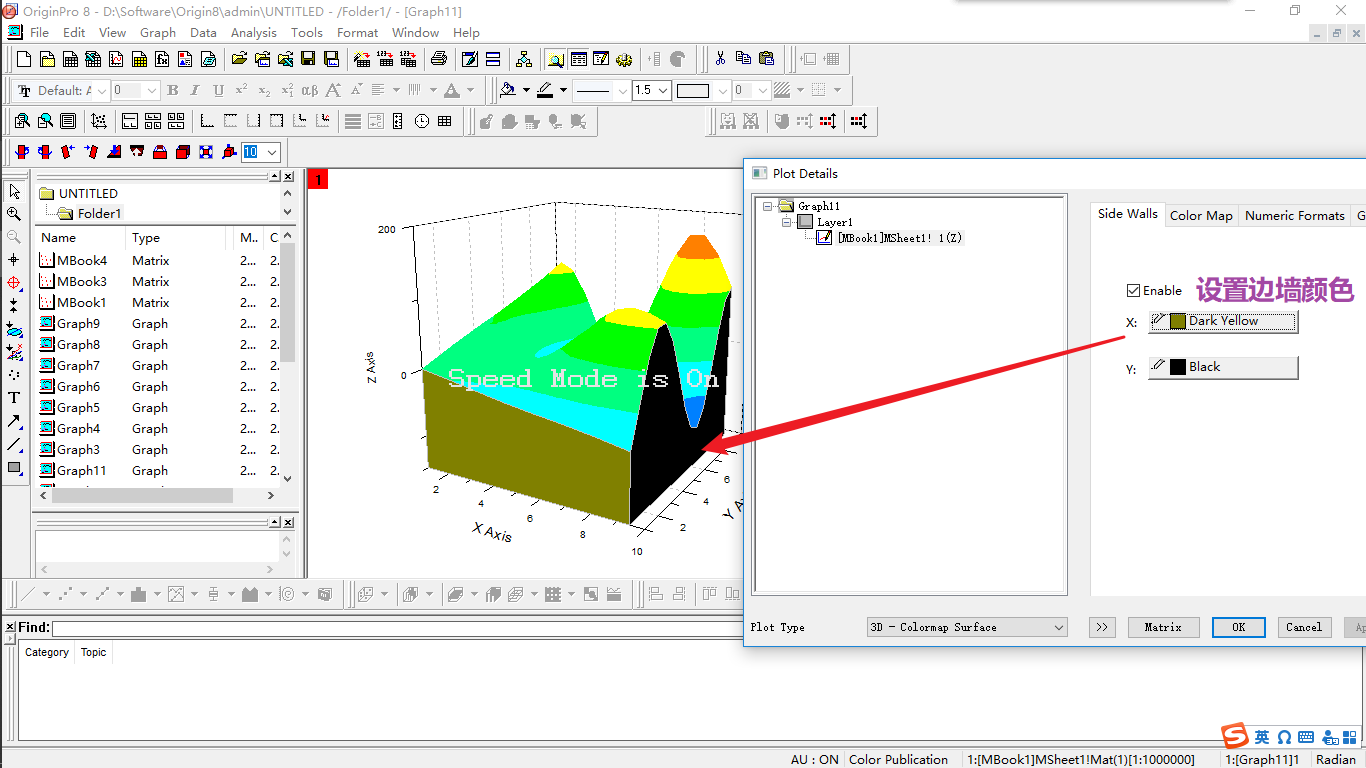 OriginPro 8 - D:\Software\Origin8\admin\UNTITLED - /Folder1/ - [Graph11]
File Edit View Graph Data Analysis Tools Format Window Help
Default: A 0 B I U 1.5 0
10
UNTITLED
Folder1
Name Type M.. C.
MBook4 Matrix 2... 2.
MBook3 Matrix 2... 2.
MBook1 Matrix 2... 2.
Graph9 Graph 2... 2.
Graph8 Graph 2... 2.
Graph7 Graph 2... 2.
Graph6 Graph 2... 2.
Graph5 Graph 2... 2.
Graph4 Graph 2... 2.
Graph3 Graph 2... 2.
Graph11 Graph 2... 2.
1
200
0
Z Axis
Speed Mode is On
2
4
6
8
10
X Axis
2
4
6
Y A
Plot Details
Graph11
Layer1
[MBook1]MSheet1! 1(Z)
Side Walls Color Map Numeric Formats G
Enable 设置边墙颜色
X: Dark Yellow
Y: Black
Plot Type 3D - Colormap Surface >> Matrix OK Cancel Ap
Find:
Category Topic
英
AU : ON Color Publication 1:[MBook1]MSheet1!Mat(1)[1:1000000] 1:[Graph11]1 Radian